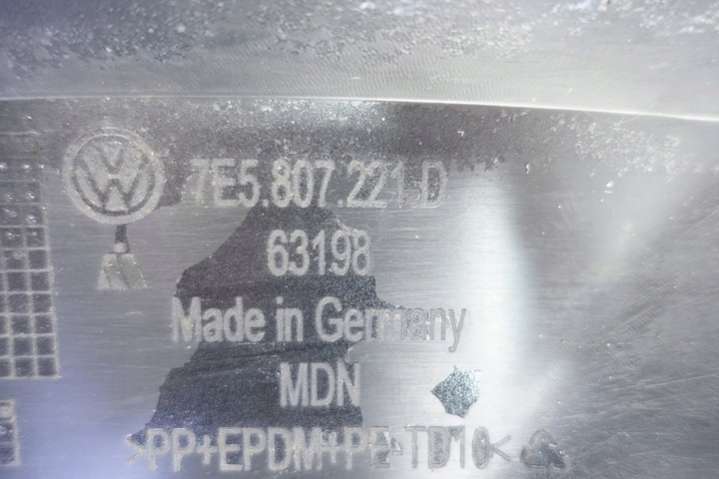 7E5.807.221.D
63198
Made in Germany
MDN
>PP+EPDM+PE-TD10<